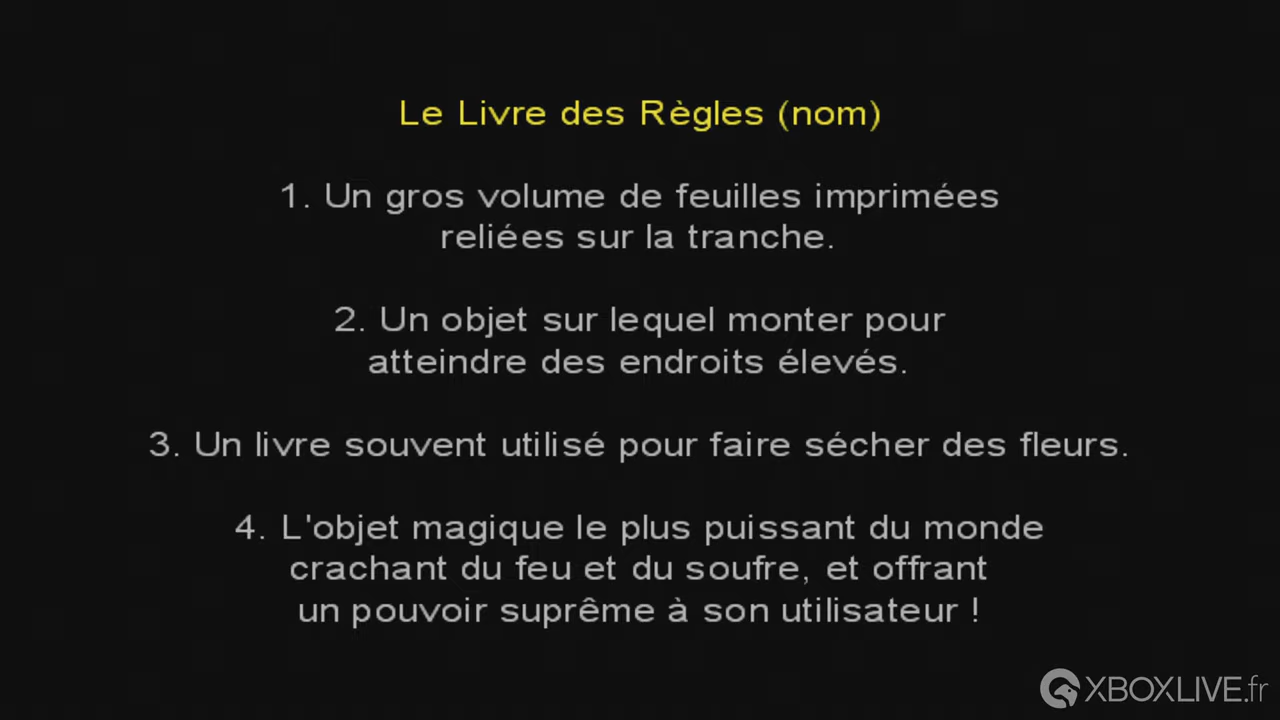 Le Livre des Règles (nom)
1. Un gros volume de feuilles imprimées
reliées sur la tranche.
2. Un objet sur lequel monter pour
atteindre des endroits élevés.
3. Un livre souvent utilisé pour faire sécher des fleurs.
4. L'objet magique le plus puissant du monde
crachant du feu et du soufre, et offrant
un pouvoir suprême à son utilisateur !
XBOXLIVE.fr